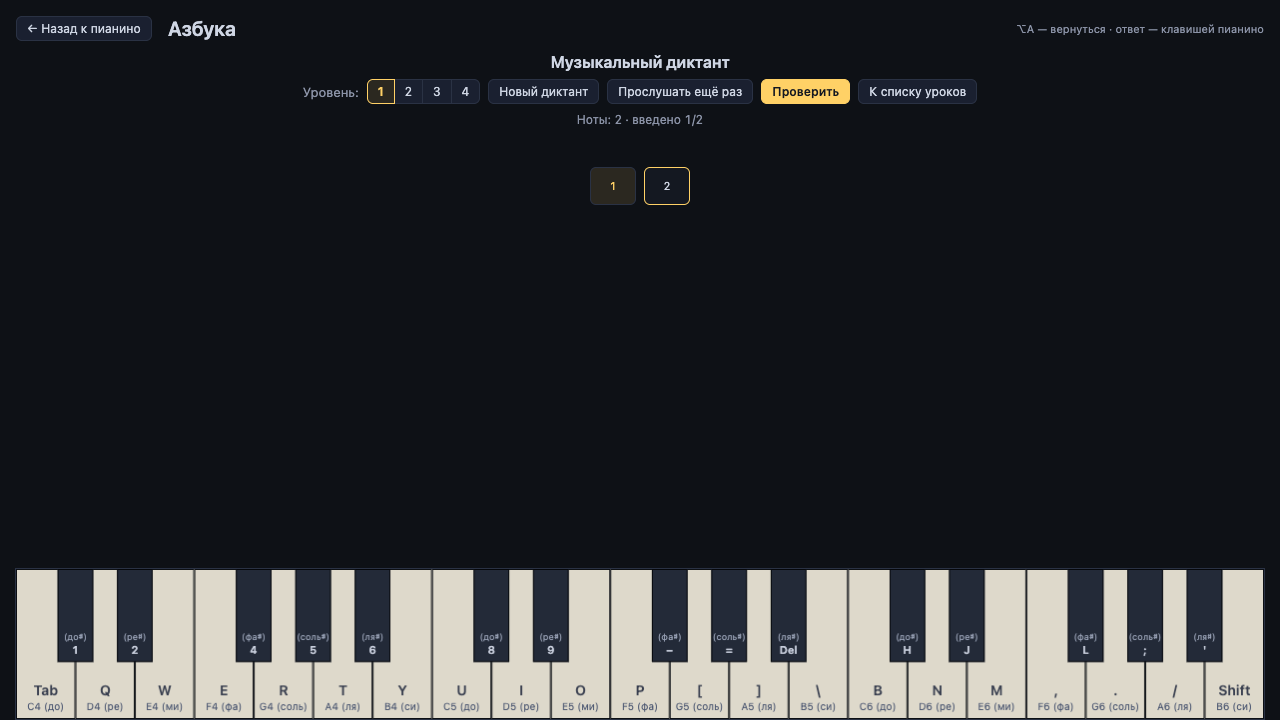 ← Назад к пианино Азбука ⌥A — вернуться · ответ — клавишей пианино
Музыкальный диктант
Уровень: 1 2 3 4 Новый диктант Прослушать ещё раз Проверить К списку уроков
Ноты: 2 · введено 1/2
1 2
(до#) (ре#) (фа#) (соль#) (ля#) (до#) (ре#) (фа#) (соль#) (ля#) (до#) (ре#) (фа#) (соль#) (ля#)
1 2 4 5 6 8 9 – = Del H J L ; '
Tab Q W E R T Y U I O P [ ] \ B N M , . / Shift
C4 (до) D4 (ре) E4 (ми) F4 (фа) G4 (соль) A4 (ля) B4 (си) C5 (до) D5 (ре) E5 (ми) F5 (фа) G5 (соль) A5 (ля) B5 (си) C6 (до) D6 (ре) E6 (ми) F6 (фа) G6 (соль) A6 (ля) B6 (си)